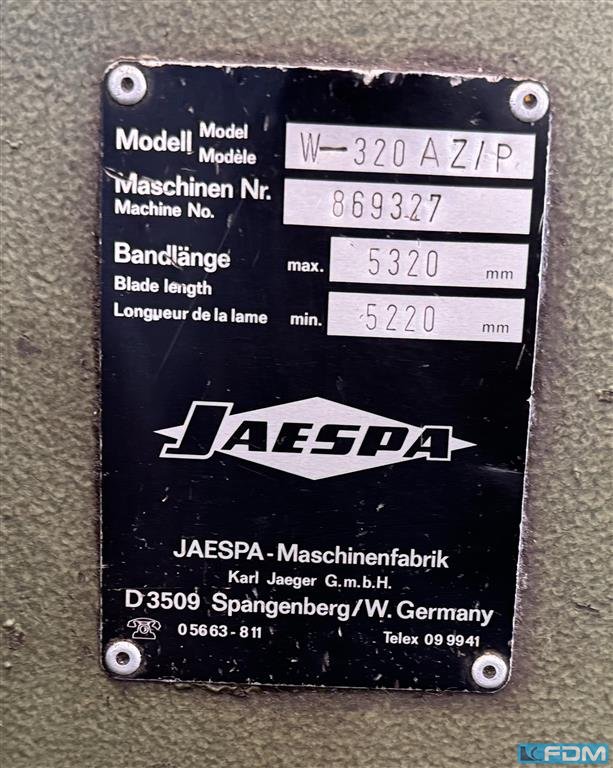 Modell Model Modèle W-320 AZ/P
Maschinen Nr. 869327
Machine No.
Bandlänge max. 5320 mm
Blade length
Longueur de la lame min. 5220 mm
JAESPA
JAESPA-Maschinenfabrik
Karl Jaeger G.m.b.H.
D 3509 Spangenberg/W. Germany
☎ 05663-811 Telex 09 9941
FDM